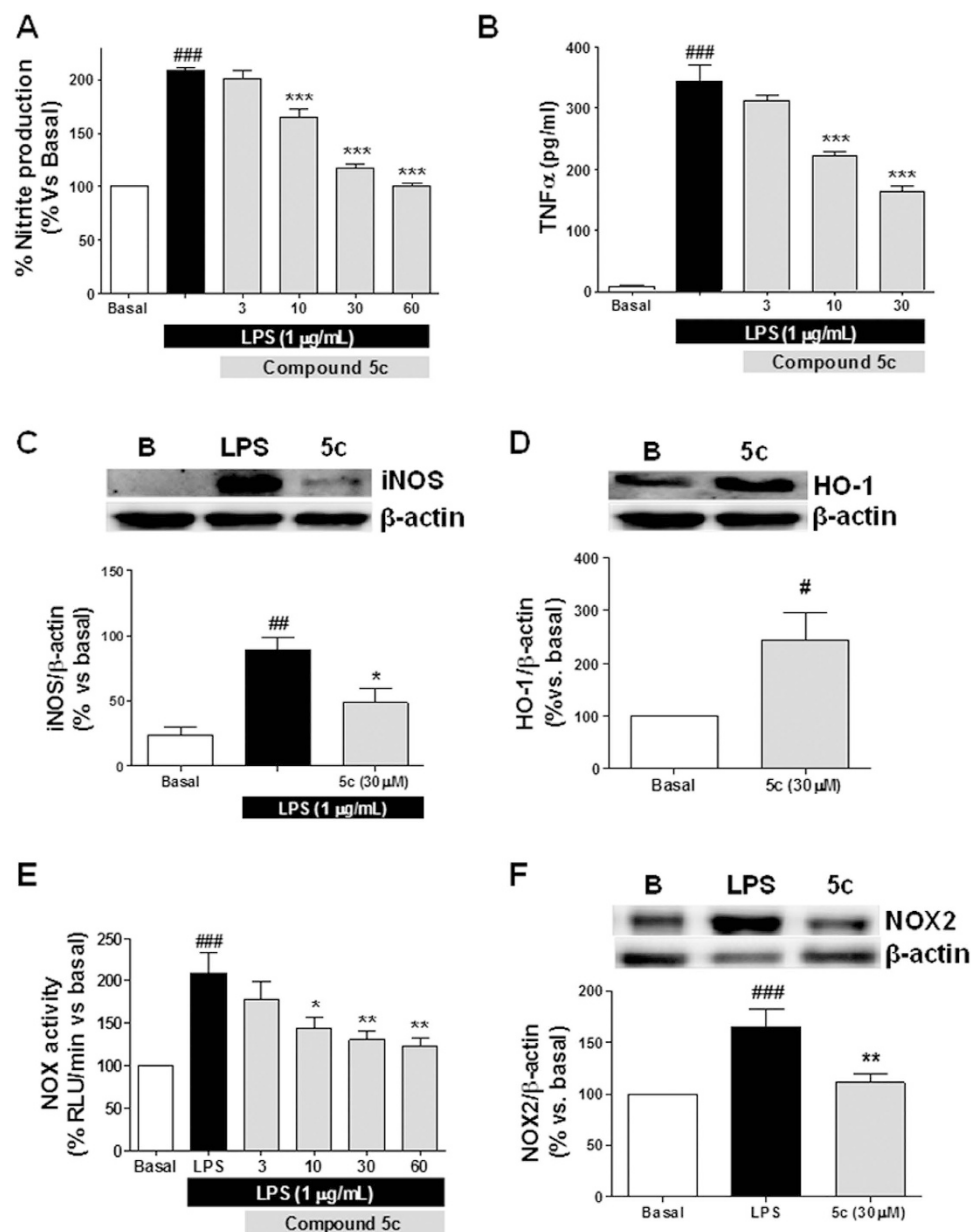 A
% Nitrite production
(% Vs Basal)
200
150
100
50
0
###
***
***
***
Basal
3
10
30
60
LPS (1 µg/mL)
Compound 5c
B
TNFα (pg/ml)
400
300
200
100
0
###
***
***
Basal
3
10
30
LPS (1 µg/mL)
Compound 5c
C
B LPS 5c
iNOS
β-actin
iNOS/β-actin
(% vs basal)
150
100
50
0
##
*
Basal
5c (30 µM)
LPS (1 µg/mL)
D
B 5c
HO-1
β-actin
HO-1/β-actin
(%vs. basal)
400
300
200
100
0
#
Basal
5c (30 µM)
E
NOX activity
(% RLU/min vs basal)
250
200
150
100
50
0
###
*
**
**
Basal
LPS
3
10
30
60
LPS (1 µg/mL)
Compound 5c
F
B LPS 5c
NOX2
β-actin
NOX2/β-actin
(% vs. basal)
200
150
100
50
0
###
**
Basal
LPS
5c (30µM)